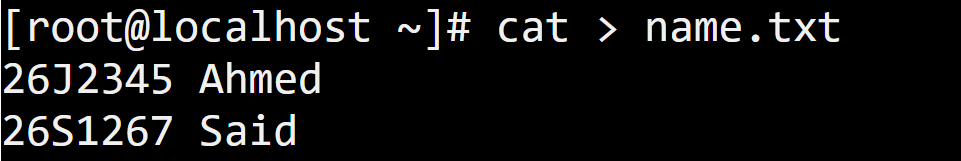 [root@localhost ~]# cat > name.txt
26J2345 Ahmed
26S1267 Said